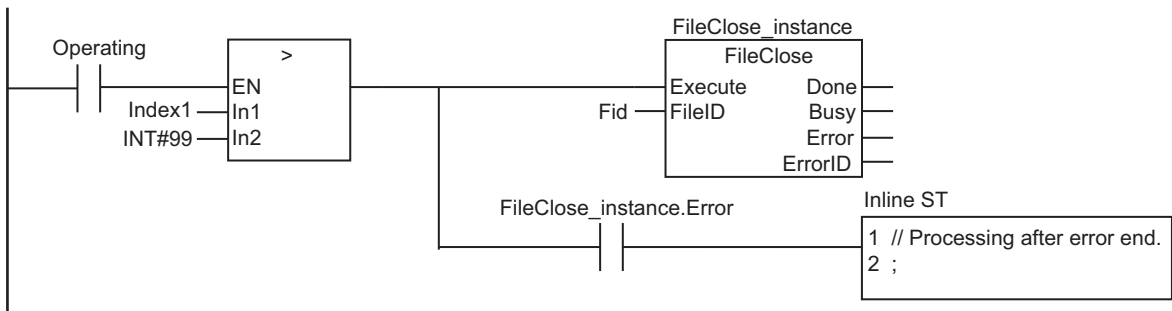 FileClose_instance
Operating
>
FileClose
EN
Execute
Done
Index1
In1
Fid
FileID
Busy
INT#99
In2
Error
ErrorID
FileClose_instance.Error
Inline ST
1 // Processing after error end.
2 ;